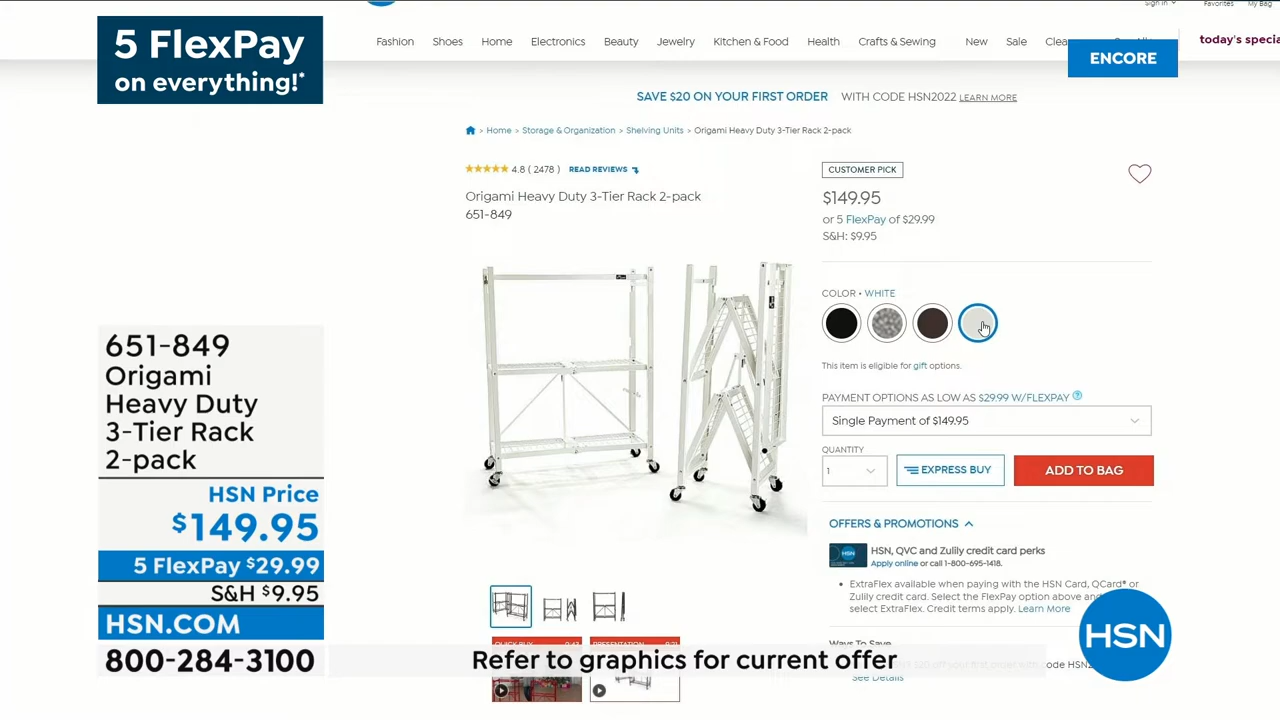 5 FlexPay
on everything!*
Sign In
Favorites
My Bag
Fashion
Shoes
Home
Electronics
Beauty
Jewelry
Kitchen & Food
Health
Crafts & Sewing
New
Sale
today's
ENCORE
SAVE $20 ON YOUR FIRST ORDER WITH CODE HSN2022 LEARN MORE
> Home > Storage & Organization > Shelving Units > Origami Heavy Duty 3-Tier Rack 2-pack
4.8 ( 2478 ) READ REVIEWS
Origami Heavy Duty 3-Tier Rack 2-pack
651-849
CUSTOMER PICK
$149.95
or 5 FlexPay of $29.99
S&H: $9.95
COLOR • WHITE
This item is eligible for gift options.
PAYMENT OPTIONS AS LOW AS $29.99 W/FLEXPAY ?
Single Payment of $149.95
QUANTITY
1
EXPRESS BUY
ADD TO BAG
OFFERS & PROMOTIONS
HSN, QVC and Zulily credit card perks
Apply online or call 1-800-695-1418.
• ExtraFlex available when paying with the HSN Card, QCard® or
Zulily credit card. Select the FlexPay option above and
select ExtraFlex. Credit terms apply. Learn More
Ways To Save
See Details
651-849
Origami
Heavy Duty
3-Tier Rack
2-pack
HSN Price
$149.95
5 FlexPay $29.99
S&H $9.95
HSN.COM
800-284-3100
Refer to graphics for current offer
HSN